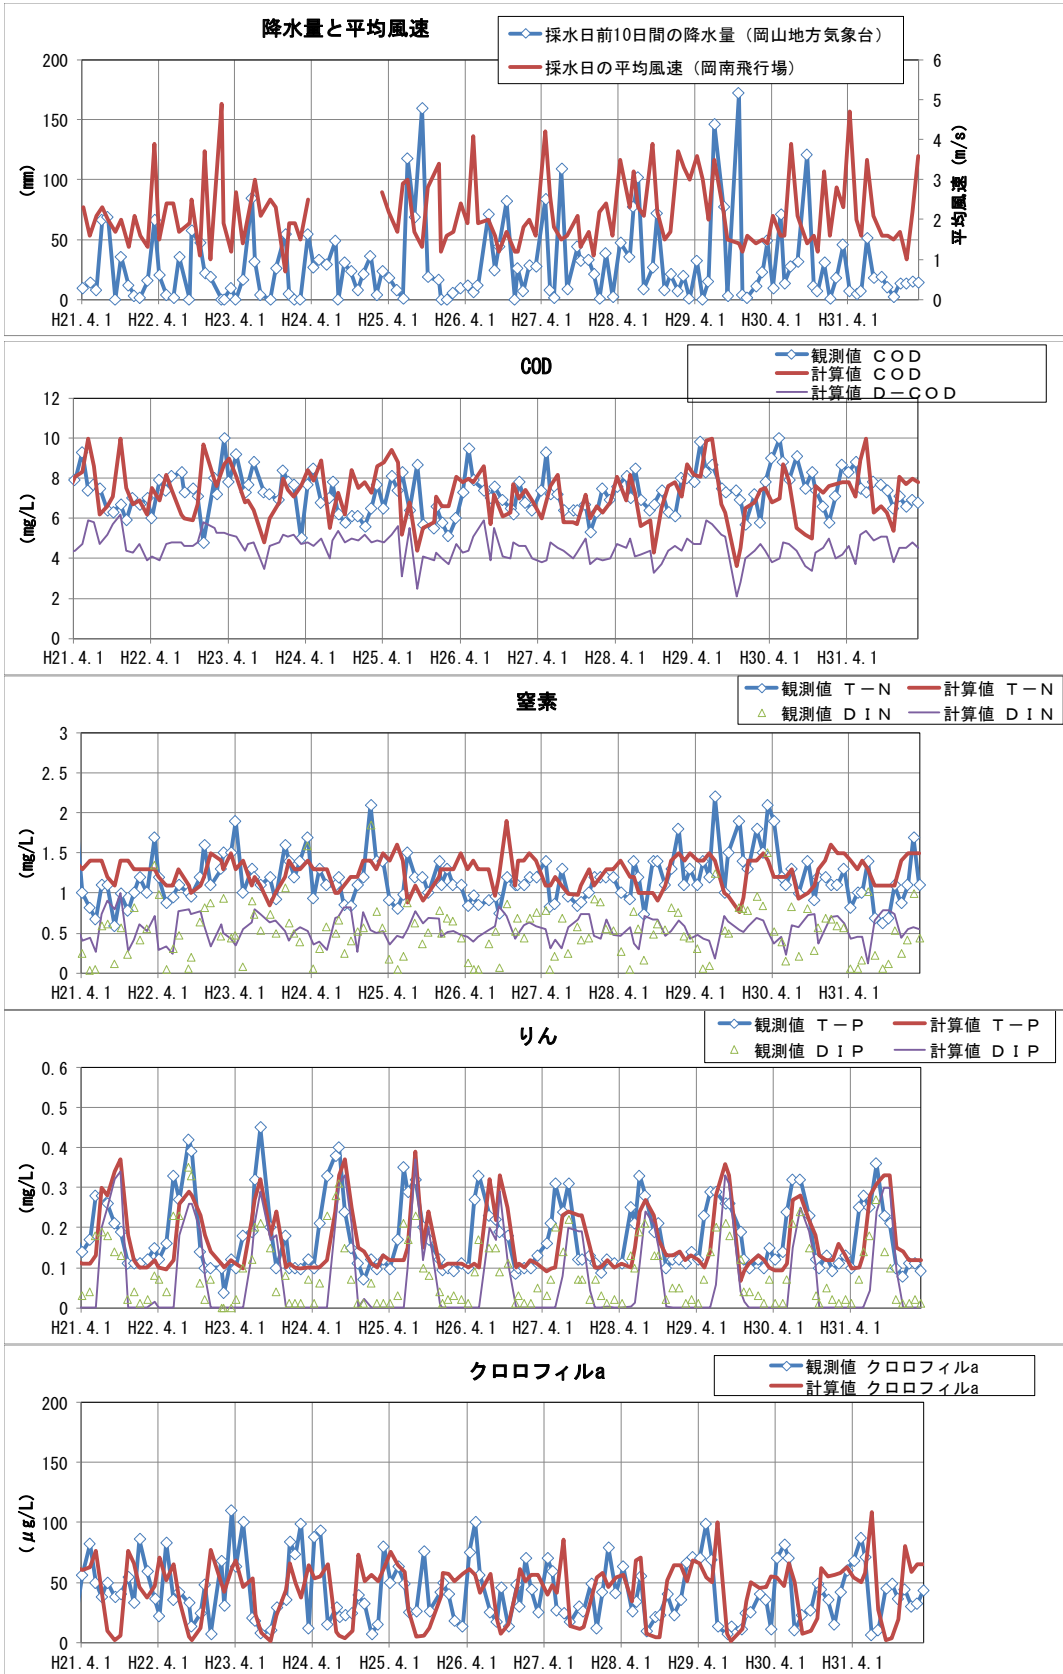 降水量と平均風速
採水日前10日間の降水量（岡山地方気象台）
採水日の平均風速（岡南飛行場）
200
150
100
50
0
(mm)
6
5
4
3
2
1
0
平均風速 (m/s)
H21.4.1 H22.4.1 H23.4.1 H24.4.1 H25.4.1 H26.4.1 H27.4.1 H28.4.1 H29.4.1 H30.4.1 H31.4.1
COD
観測値 ＣＯＤ
計算値 ＣＯＤ
計算値 Ｄ－ＣＯＤ
12
10
8
6
4
2
0
(mg/L)
H21.4.1 H22.4.1 H23.4.1 H24.4.1 H25.4.1 H26.4.1 H27.4.1 H28.4.1 H29.4.1 H30.4.1 H31.4.1
窒素
観測値 Ｔ－Ｎ 計算値 Ｔ－Ｎ
観測値 ＤＩＮ 計算値 ＤＩＮ
3
2.5
2
1.5
1
0.5
0
(mg/L)
H21.4.1 H22.4.1 H23.4.1 H24.4.1 H25.4.1 H26.4.1 H27.4.1 H28.4.1 H29.4.1 H30.4.1 H31.4.1
りん
観測値 Ｔ－Ｐ 計算値 Ｔ－Ｐ
観測値 ＤＩＰ 計算値 ＤＩＰ
0.6
0.5
0.4
0.3
0.2
0.1
0
(mg/L)
H21.4.1 H22.4.1 H23.4.1 H24.4.1 H25.4.1 H26.4.1 H27.4.1 H28.4.1 H29.4.1 H30.4.1 H31.4.1
クロロフィルa
観測値 クロロフィルa
計算値 クロロフィルa
200
150
100
50
0
(μg/L)
H21.4.1 H22.4.1 H23.4.1 H24.4.1 H25.4.1 H26.4.1 H27.4.1 H28.4.1 H29.4.1 H30.4.1 H31.4.1